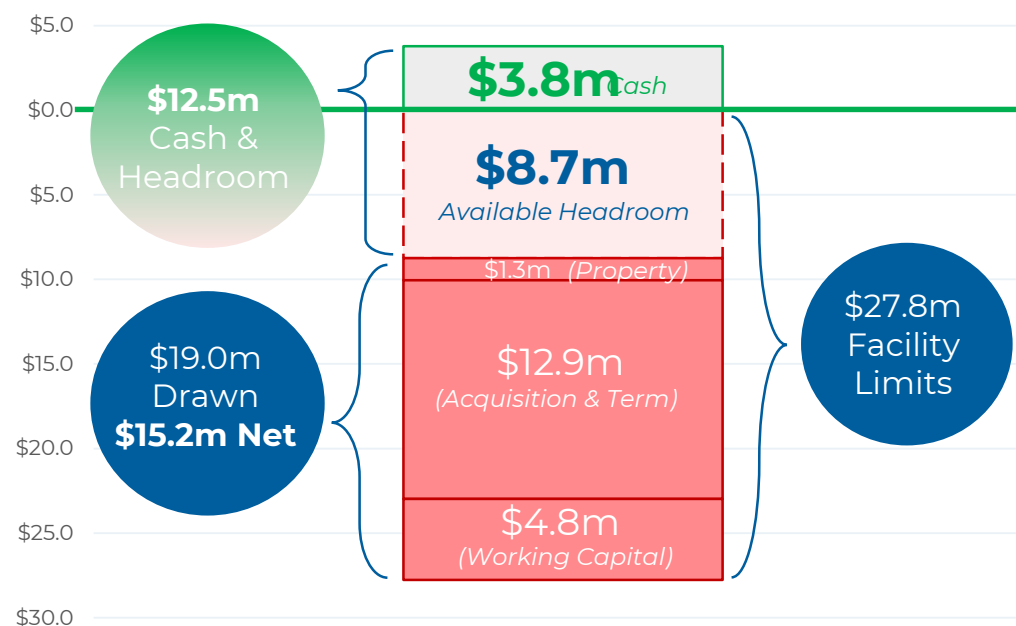 $5.0
$0.0
$5.0
$10.0
$15.0
$20.0
$25.0
$30.0
$12.5m
Cash &
Headroom
$19.0m
Drawn
$15.2m Net
$3.8m Cash
$8.7m
Available Headroom
$1.3m (Property)
$12.9m
(Acquisition & Term)
$4.8m
(Working Capital)
$27.8m
Facility
Limits